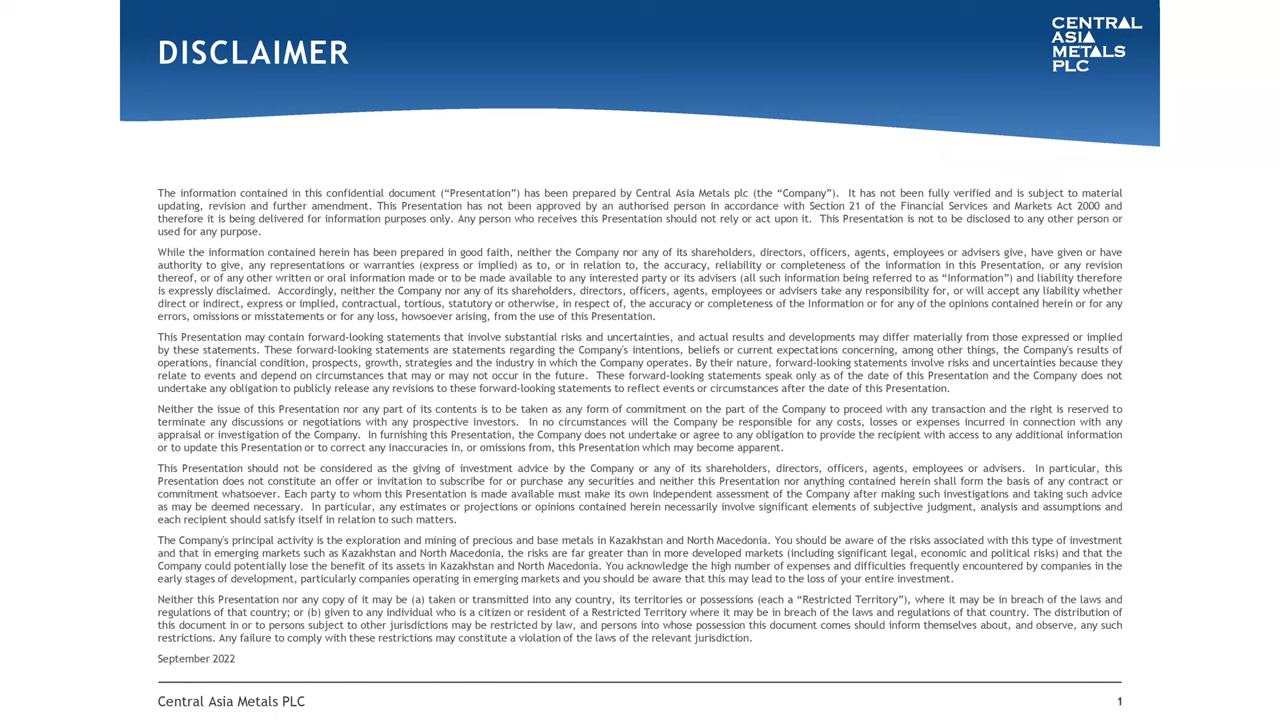 DISCLAIMER
CENTRAL
ASIA
METALS
PLC
The information contained in this confidential document (“Presentation”) has been prepared by Central Asia Metals plc (the “Company”).  It has not been fully verified and is subject to material
updating, revision and further amendment. This Presentation has not been approved by an authorised person in accordance with Section 21 of the Financial Services and Markets Act 2000 and
therefore it is being delivered for information purposes only. Any person who receives this Presentation should not rely or act upon it.  This Presentation is not to be disclosed to any other person or
used for any purpose.
While the information contained herein has been prepared in good faith, neither the Company nor any of its shareholders, directors, officers, agents, employees or advisers give, have given or have
authority to give, any representations or warranties (express or implied) as to, or in relation to, the accuracy, reliability or completeness of the information in this Presentation, or any revision
thereof, or of any other written or oral information made or to be made available to any interested party or its advisers (all such information being referred to as “Information”) and liability therefore
is expressly disclaimed.  Accordingly, neither the Company nor any of its shareholders, directors, officers, agents, employees or advisers take any responsibility for, or will accept any liability whether
direct or indirect, express or implied, contractual, tortious, statutory or otherwise, in respect of, the accuracy or completeness of the Information or for any of the opinions contained herein or for any
errors, omissions or misstatements or for any loss, howsoever arising, from the use of this Presentation.
This Presentation may contain forward-looking statements that involve substantial risks and uncertainties, and actual results and developments may differ materially from those expressed or implied
by these statements. These forward-looking statements are statements regarding the Company's intentions, beliefs or current expectations concerning, among other things, the Company's results of
operations, financial condition, prospects, growth, strategies and the industry in which the Company operates. By their nature, forward-looking statements involve risks and uncertainties because they
relate to events and depend on circumstances that may or may not occur in the future.  These forward-looking statements speak only as of the date of this Presentation and the Company does not
undertake any obligation to publicly release any revisions to these forward-looking statements to reflect events or circumstances after the date of this Presentation.
Neither the issue of this Presentation nor any part of its contents is to be taken as any form of commitment on the part of the Company to proceed with any transaction and the right is reserved to
terminate any discussions or negotiations with any prospective investors.  In no circumstances will the Company be responsible for any costs, losses or expenses incurred in connection with any
appraisal or investigation of the Company.  In furnishing this Presentation, the Company does not undertake or agree to any obligation to provide the recipient with access to any additional information
or to update this Presentation or to correct any inaccuracies in, or omissions from, this Presentation which may become apparent.
This Presentation should not be considered as the giving of investment advice by the Company or any of its shareholders, directors, officers, agents, employees or advisers.  In particular, this
Presentation does not constitute an offer or invitation to subscribe for or purchase any securities and neither this Presentation nor anything contained herein shall form the basis of any contract or
commitment whatsoever. Each party to whom this Presentation is made available must make its own independent assessment of the Company after making such investigations and taking such advice
as may be deemed necessary.  In particular, any estimates or projections or opinions contained herein necessarily involve significant elements of subjective judgment, analysis and assumptions and
each recipient should satisfy itself in relation to such matters.
The Company's principal activity is the exploration and mining of precious and base metals in Kazakhstan and North Macedonia. You should be aware of the risks associated with this type of investment
and that in emerging markets such as Kazakhstan and North Macedonia, the risks are far greater than in more developed markets (including significant legal, economic and political risks) and that the
Company could potentially lose the benefit of its assets in Kazakhstan and North Macedonia. You acknowledge the high number of expenses and difficulties frequently encountered by companies in the
early stages of development, particularly companies operating in emerging markets and you should be aware that this may lead to the loss of your entire investment.
Neither this Presentation nor any copy of it may be (a) taken or transmitted into any country, its territories or possessions (each a “Restricted Territory”), where it may be in breach of the laws and
regulations of that country; or (b) given to any individual who is a citizen or resident of a Restricted Territory where it may be in breach of the laws and regulations of that country. The distribution of
this document in or to persons subject to other jurisdictions may be restricted by law, and persons into whose possession this document comes should inform themselves about, and observe, any such
restrictions. Any failure to comply with these restrictions may constitute a violation of the laws of the relevant jurisdiction.
September 2022
Central Asia Metals PLC
1